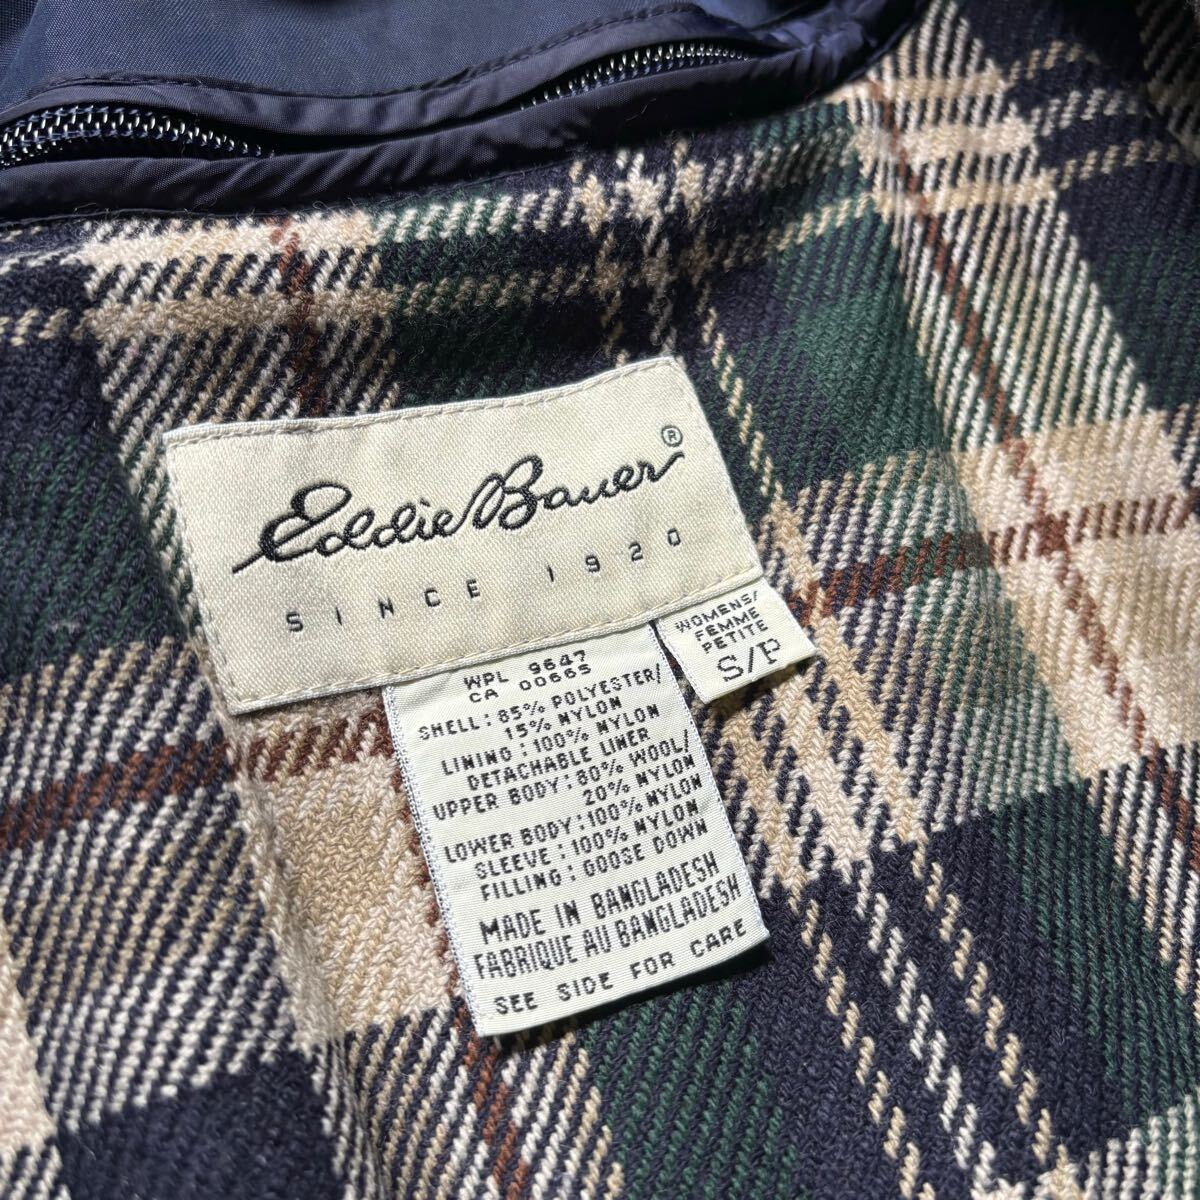 Eddie Bauer®
SINCE 1920
WOMENS/
FEMME
PETITE
S/P
WPL 9647
CA 00665
SHELL: 85% POLYESTER/
15% NYLON
LINING: 100% NYLON
DETACHABLE LINER
UPPER BODY: 80% WOOL/
20% NYLON
LOWER BODY: 100% NYLON
SLEEVE: 100% NYLON
FILLING: GOOSE DOWN
MADE IN BANGLADESH
FABRIQUE AU BANGLADESH
SEE SIDE FOR CARE